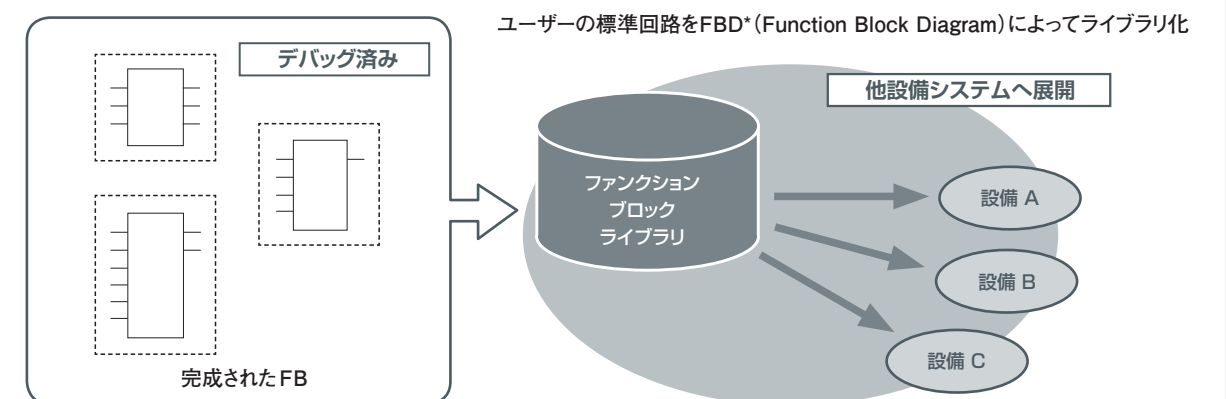 ユーザーの標準回路をFBD*(Function Block Diagram)によってライブラリ化
デバッグ済み
完成されたFB
他設備システムへ展開
ファンクション
ブロック
ライブラリ
設備 A
設備 B
設備 C